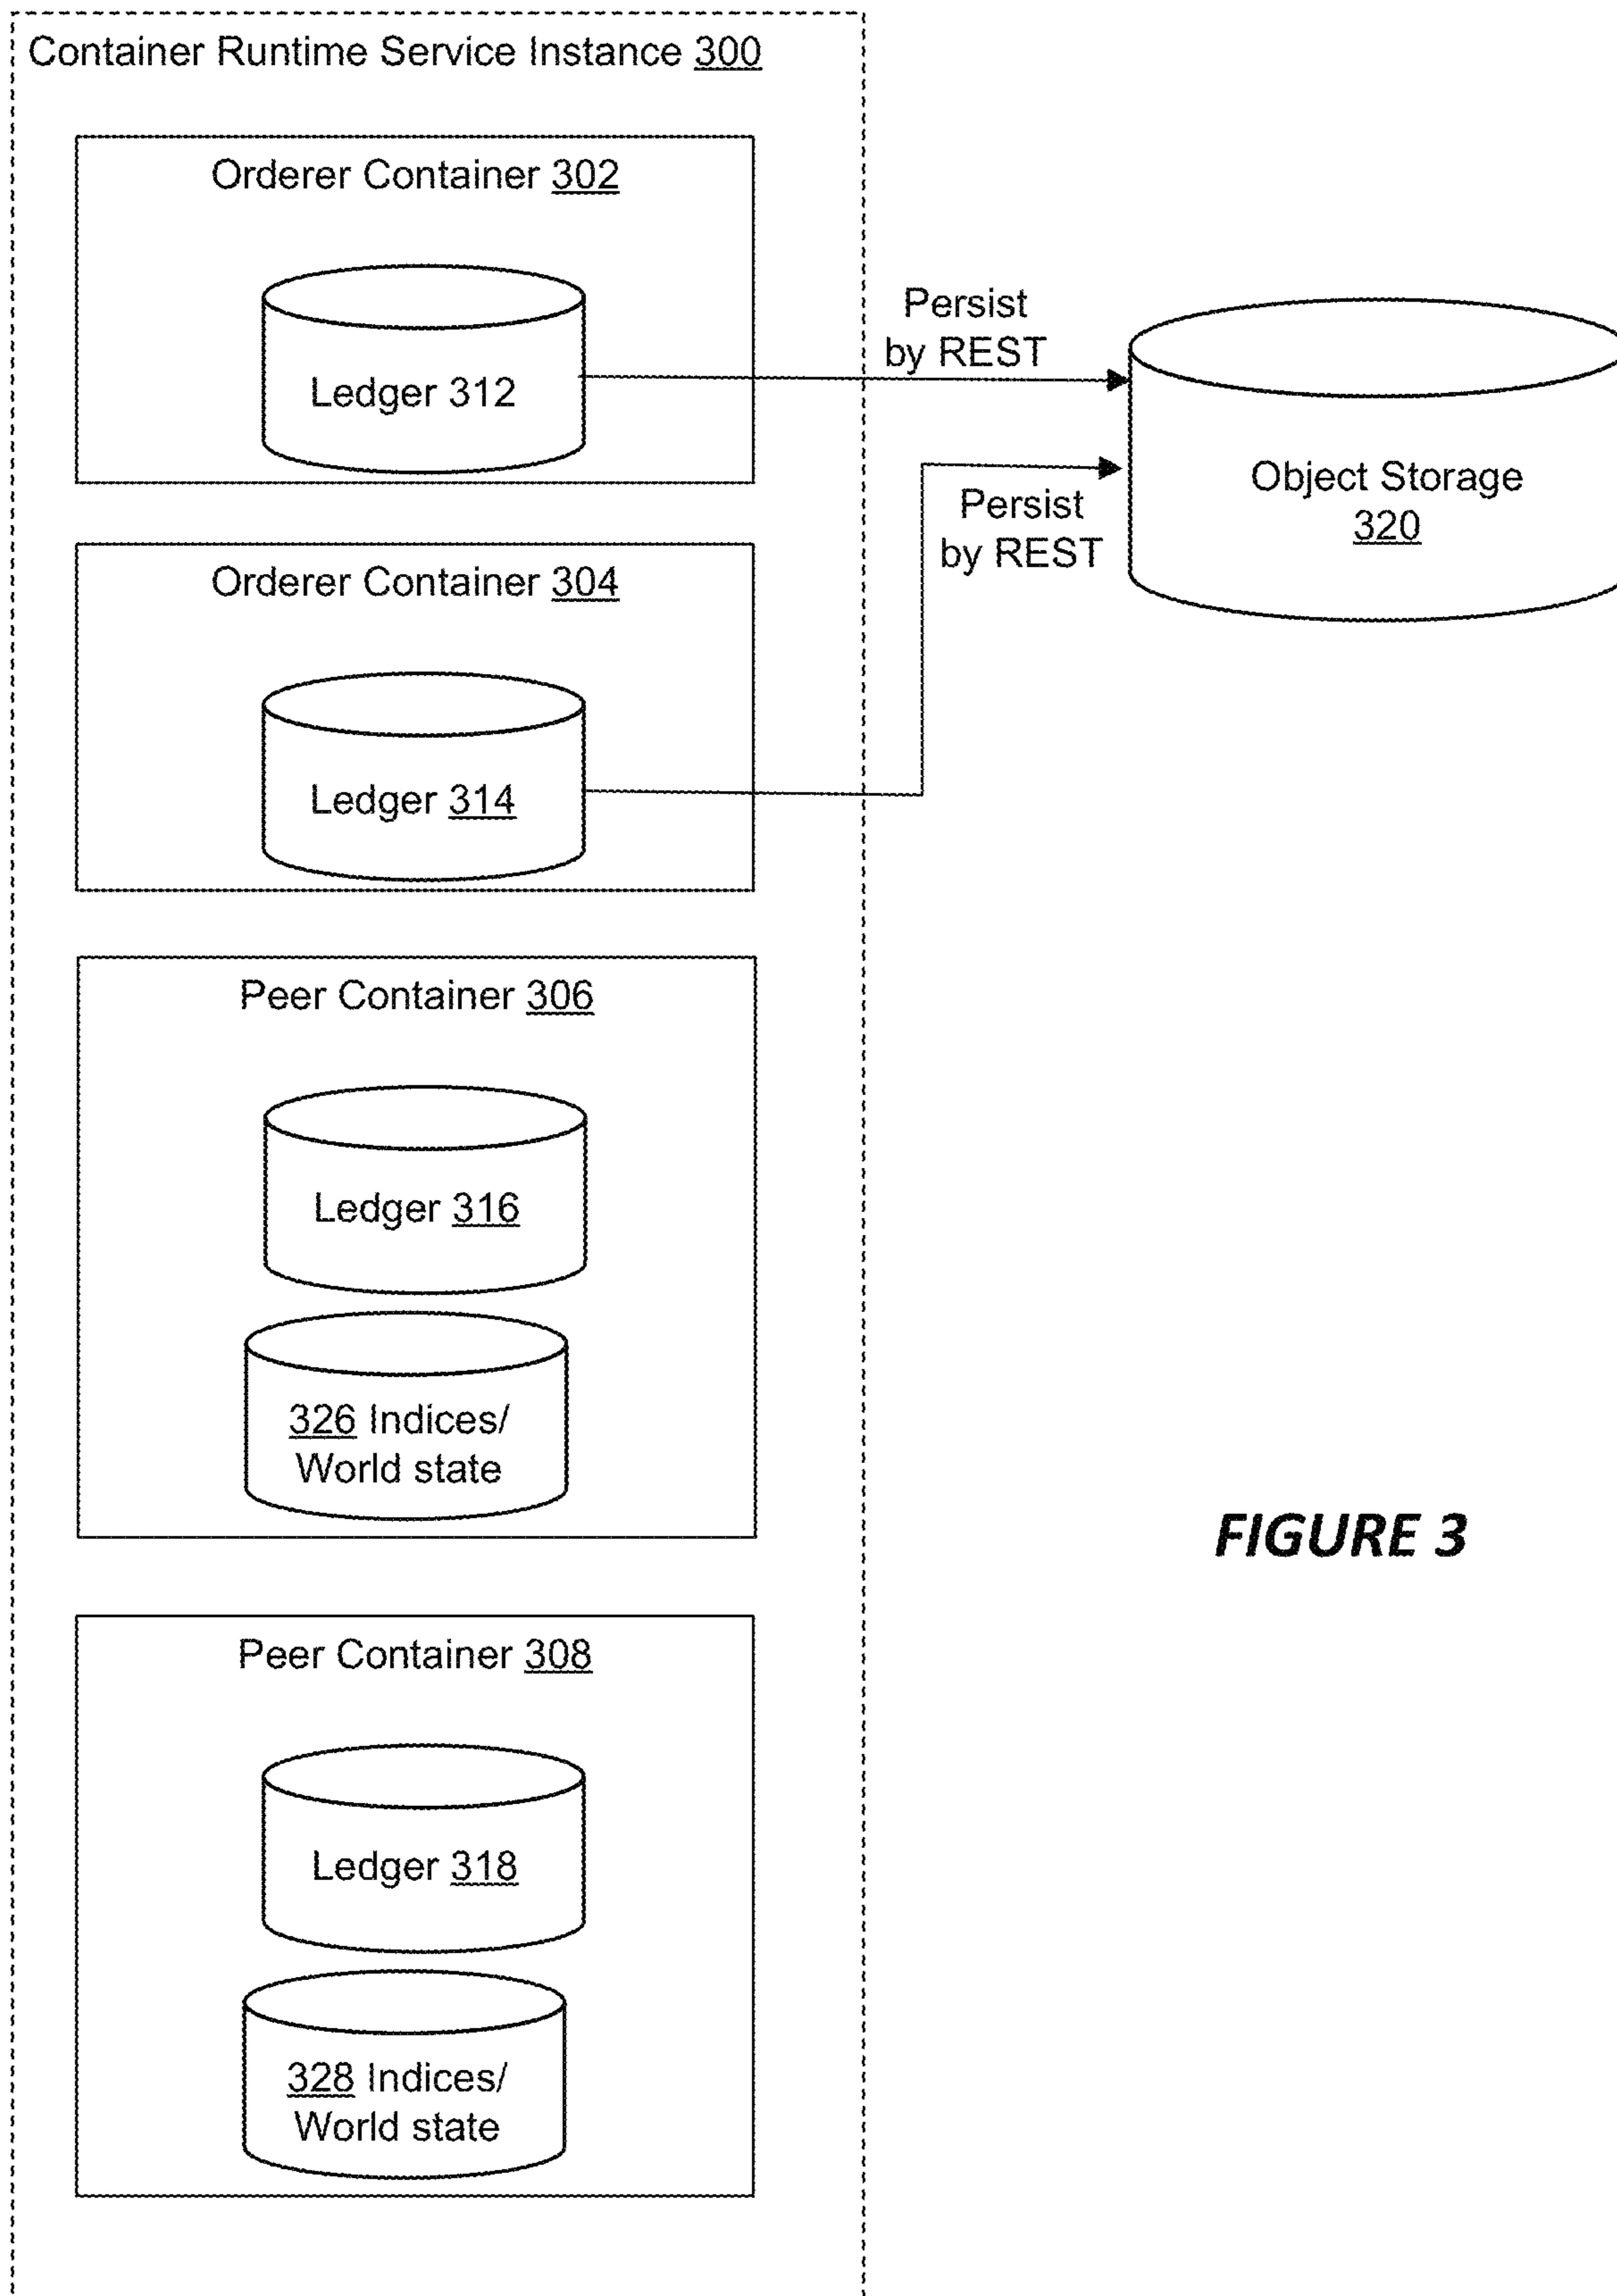 Container Runtime Service Instance 300
Orderer Container 302
Ledger 312
Persist
by REST
Object Storage
320
Persist
by REST
Orderer Container 304
Ledger 314
Peer Container 306
Ledger 316
326 Indices/
World state
FIGURE 3
Peer Container 308
Ledger 318
328 Indices/
World state